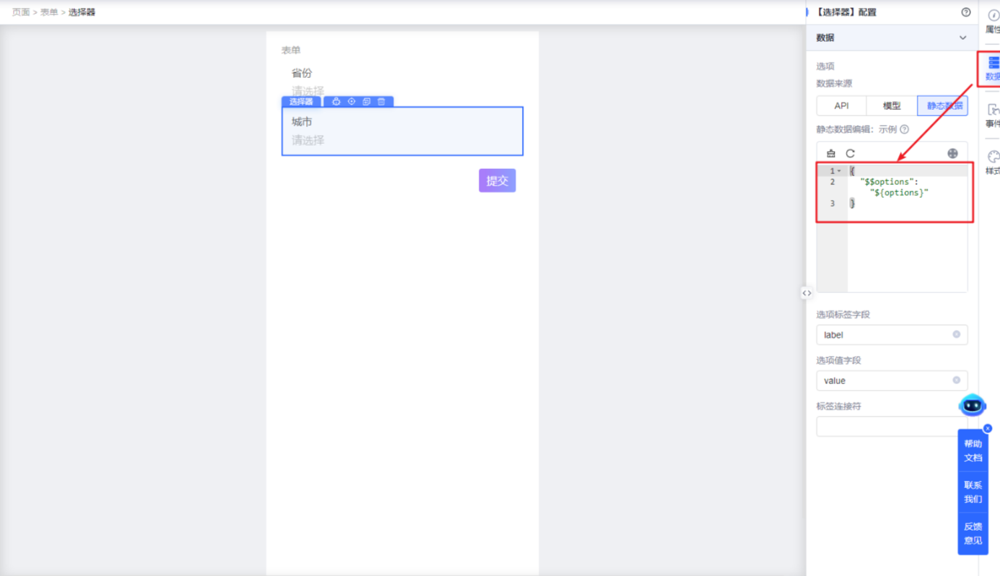 页面 > 表单 > 选择器
表单
省份
请选择
选择器
城市
请选择
提交
【选择器】配置
数据
选项
数据来源
API 模型 静态数据
静态数据编辑: 示例
1 {
2 "$$options":
"${options}"
3 }
选项标签字段
label
选项值字段
value
标签连接符
属性
数据
事件
样式
帮助
文档
联系
我们
反馈
意见